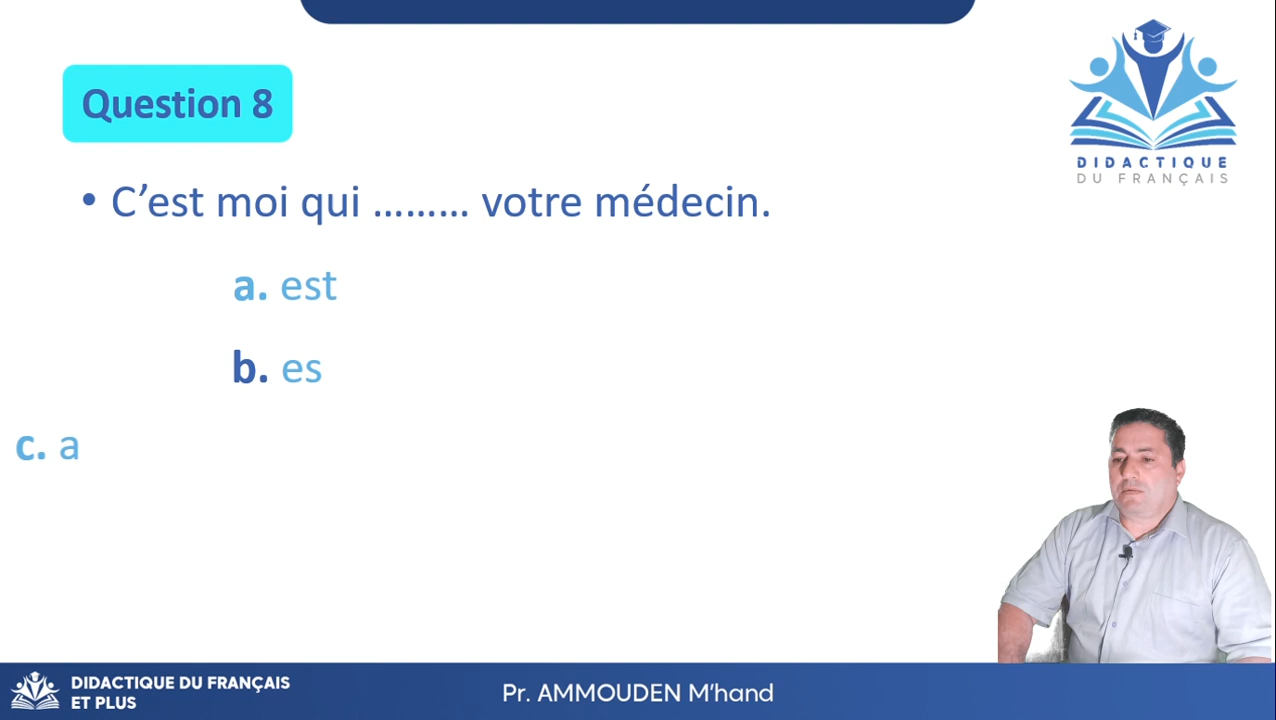 Question 8
DIDACTIQUE
DU FRANÇAIS
• C’est moi qui ......... votre médecin.
a. est
b. es
c. a
DIDACTIQUE DU FRANÇAIS
ET PLUS
Pr. AMMOUDEN M’hand